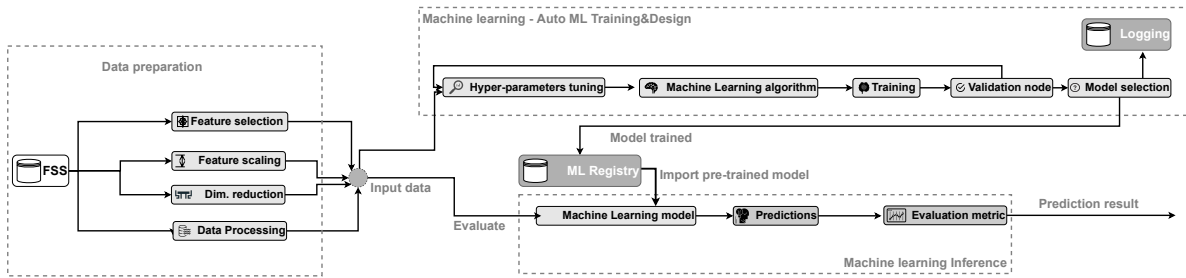 Machine learning - Auto ML Training&Design
Logging
Data preparation
Hyper-parameters tuning
Machine Learning algorithm
Training
Validation node
Model selection
Feature selection
Model trained
FSS
Feature scaling
ML Registry
Import pre-trained model
Input data
Dim. reduction
Prediction result
Machine Learning model
Predictions
Evaluation metric
Evaluate
Data Processing
Machine learning Inference